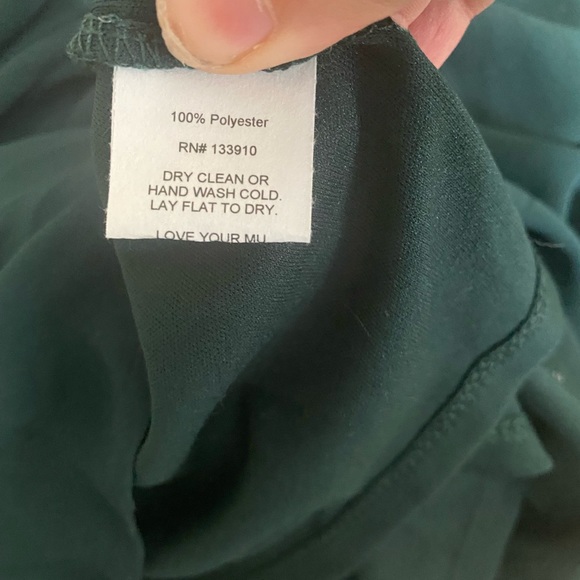 100% Polyester
RN# 133910
DRY CLEAN OR
HAND WASH COLD.
LAY FLAT TO DRY.
LOVE YOUR MU